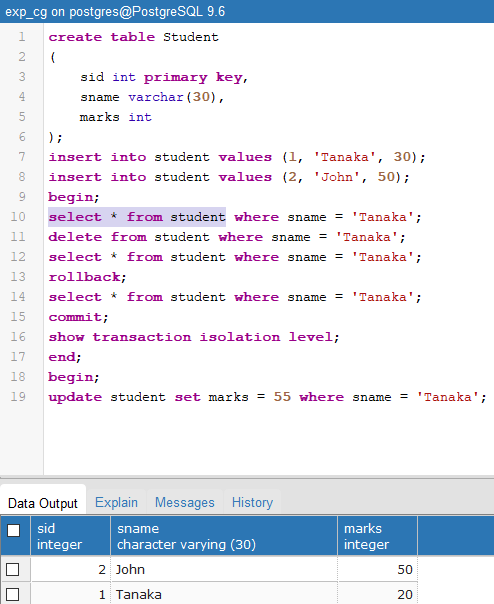 exp_cg on postgres@PostgreSQL 9.6
1 create table Student
2 (
3 sid int primary key,
4 sname varchar(30),
5 marks int
6 );
7 insert into student values (1, 'Tanaka', 30);
8 insert into student values (2, 'John', 50);
9 begin;
10 select * from student where sname = 'Tanaka';
11 delete from student where sname = 'Tanaka';
12 select * from student where sname = 'Tanaka';
13 rollback;
14 select * from student where sname = 'Tanaka';
15 commit;
16 show transaction isolation level;
17 end;
18 begin;
19 update student set marks = 55 where sname = 'Tanaka';
Data Output Explain Messages History
sid sname marks
integer character varying (30) integer
2 John 50
1 Tanaka 20